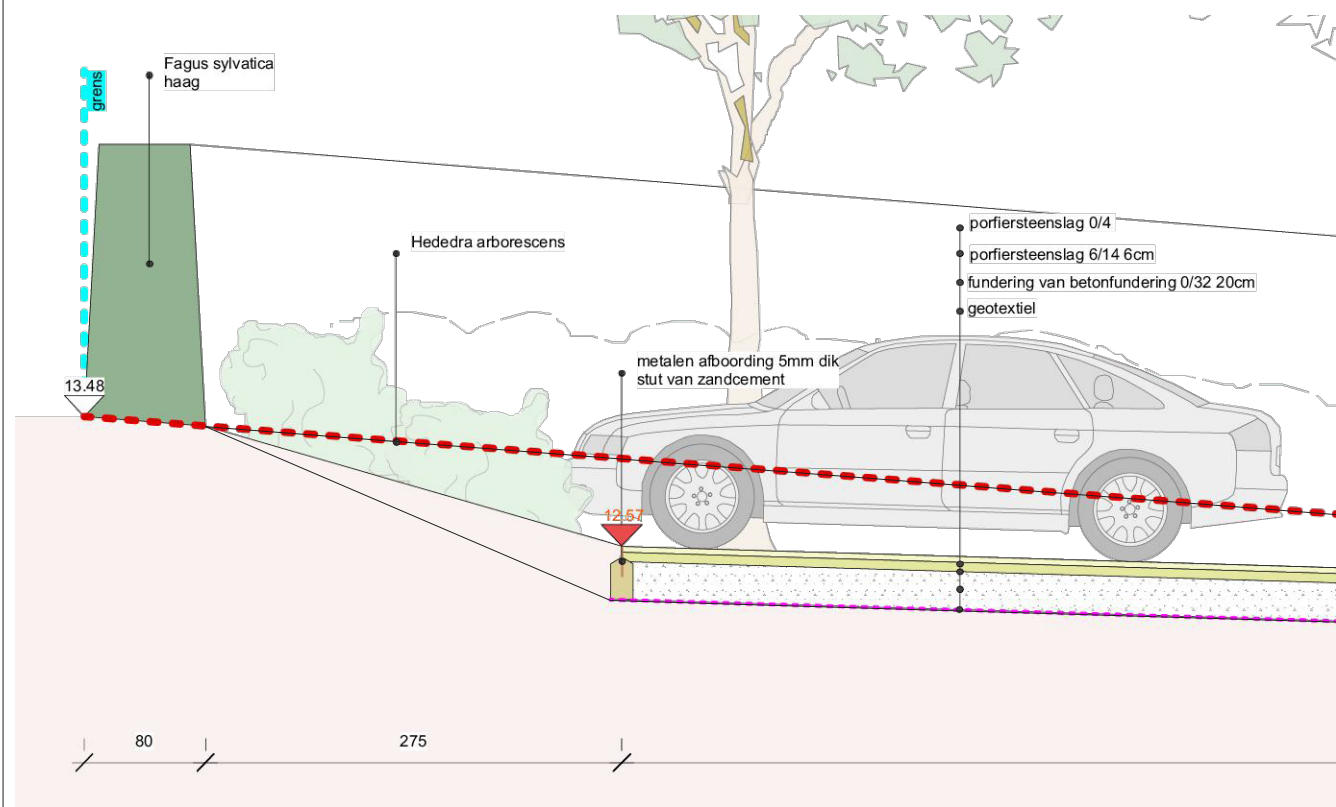 grens
Fagus sylvatica
haag
Hededra arborescens
porfiersteenslag 0/4
porfiersteenslag 6/14 6cm
fundering van betonfundering 0/32 20cm
geotextiel
metalen afboording 5mm dik
stut van zandcement
13.48
12.57
80
275